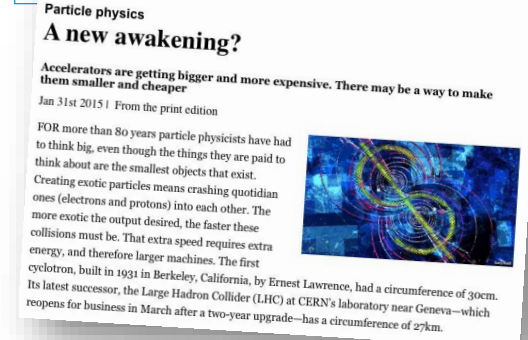 Particle physics
A new awakening?
Accelerators are getting bigger and more expensive. There may be a way to make
them smaller and cheaper
Jan 31st 2015 | From the print edition
FOR more than 80 years particle physicists have had
to think big, even though the things they are paid to
think about are the smallest objects that exist.
Creating exotic particles means crashing quotidian
ones (electrons and protons) into each other. The
more exotic the output desired, the faster these
collisions must be. That extra speed requires extra
energy, and therefore larger machines. The first
cyclotron, built in 1931 in Berkeley, California, by Ernest Lawrence, had a circumference of 30cm.
Its latest successor, the Large Hadron Collider (LHC) at CERN's laboratory near Geneva—which
reopens for business in March after a two-year upgrade—has a circumference of 27km.